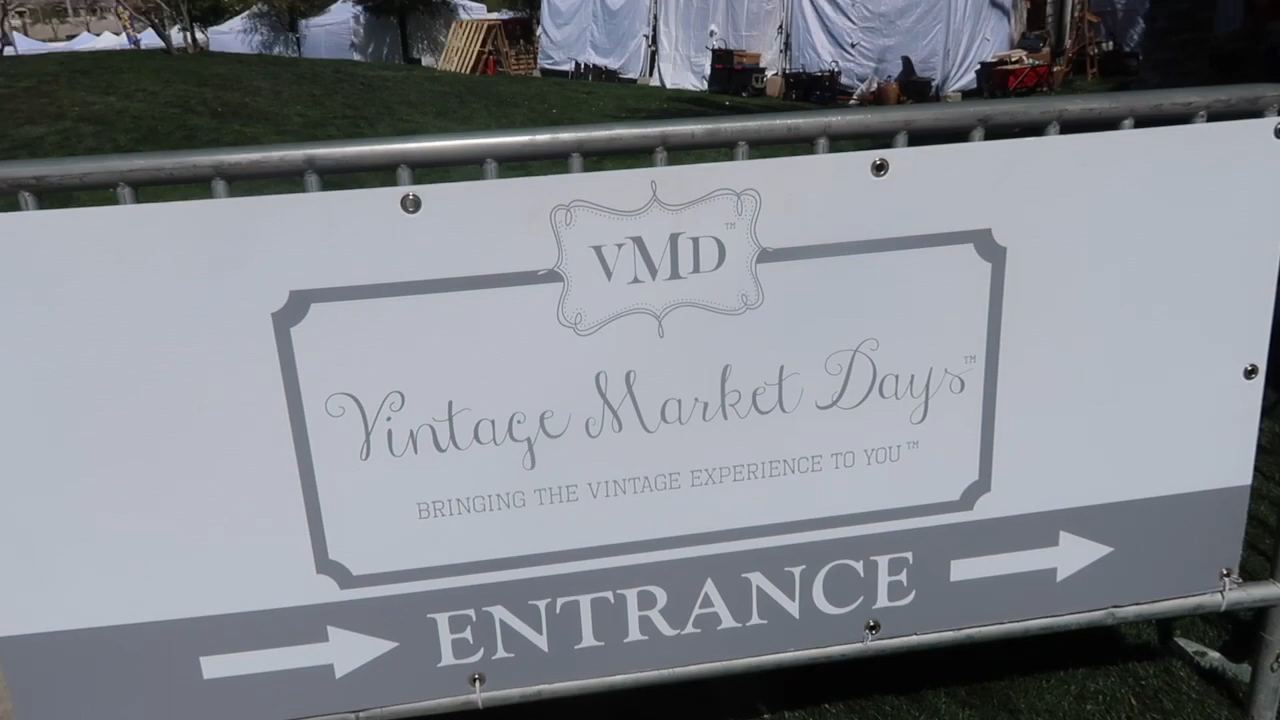 VMD™
Vintage Market Days™
BRINGING THE VINTAGE EXPERIENCE TO YOU™
ENTRANCE